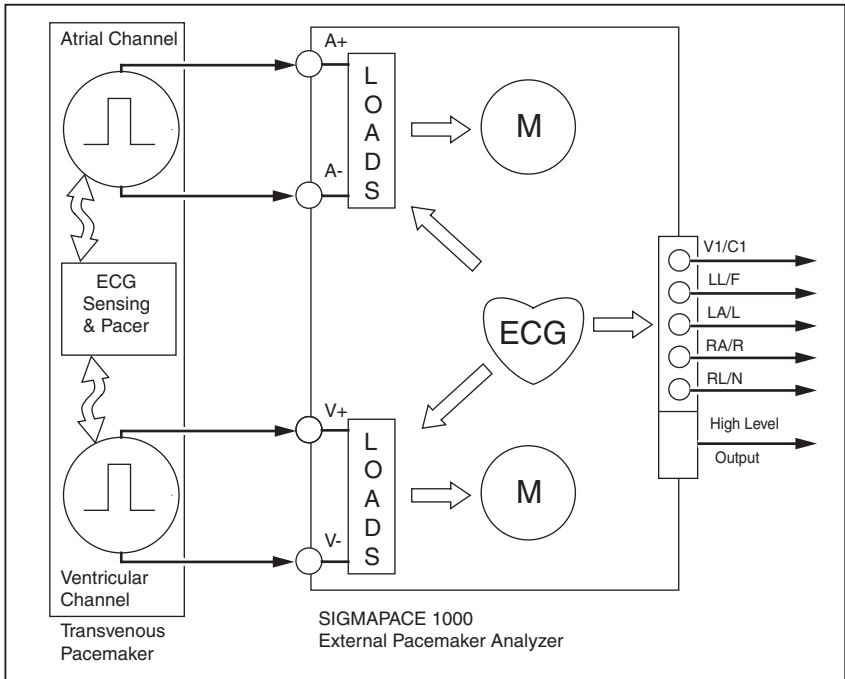 Atrial Channel
A+
L
O
A
D
S
M
A-
ECG
Sensing
& Pacer
ECG
V1/C1
LL/F
LA/L
RA/R
RL/N
High Level
Output
V+
L
O
A
D
S
M
V-
Ventricular
Channel
Transvenous
Pacemaker
SIGMAPACE 1000
External Pacemaker Analyzer